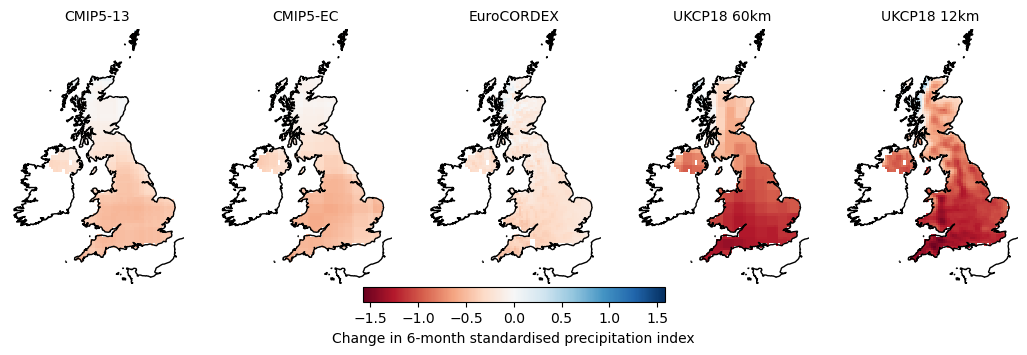 CMIP5-13 CMIP5-EC EuroCORDEX UKCP18 60km UKCP18 12km
−1.5 −1.0 −0.5 0.0 0.5 1.0 1.5
Change in 6-month standardised precipitation index